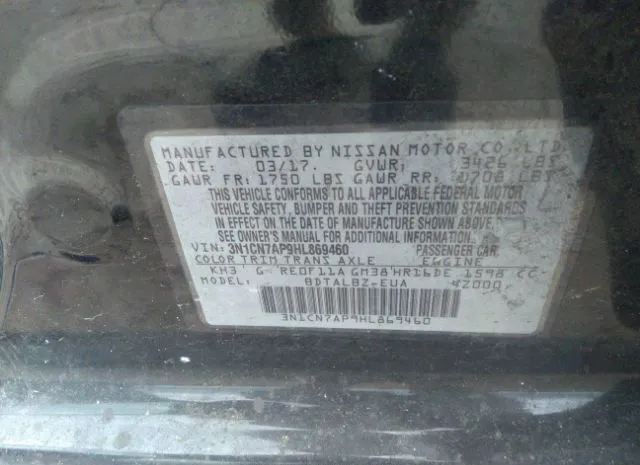 MANUFACTURED BY NISSAN MOTOR CO., LTD.
DATE: 03/17. GVWR: 3426 LBS
GAWR FR: 1750 LBS GAWR RR: 1708 LBS
THIS VEHICLE CONFORMS TO ALL APPLICABLE FEDERAL MOTOR
VEHICLE SAFETY, BUMPER AND THEFT PREVENTION STANDARDS
IN EFFECT ON THE DATE OF MANUFACTURE SHOWN ABOVE.
SEE OWNER'S MANUAL FOR ADDITIONAL INFORMATION.
VIN: 3N1CN7AP9HL869460 PASSENGER CAR
COLOR TRIM TRANS AXLE ENGINE
KH3 G REOF11A GM38 HR16DE 1598 CC
MODEL: BDTALBZ-EUA
3N1CN7AP9HL869460